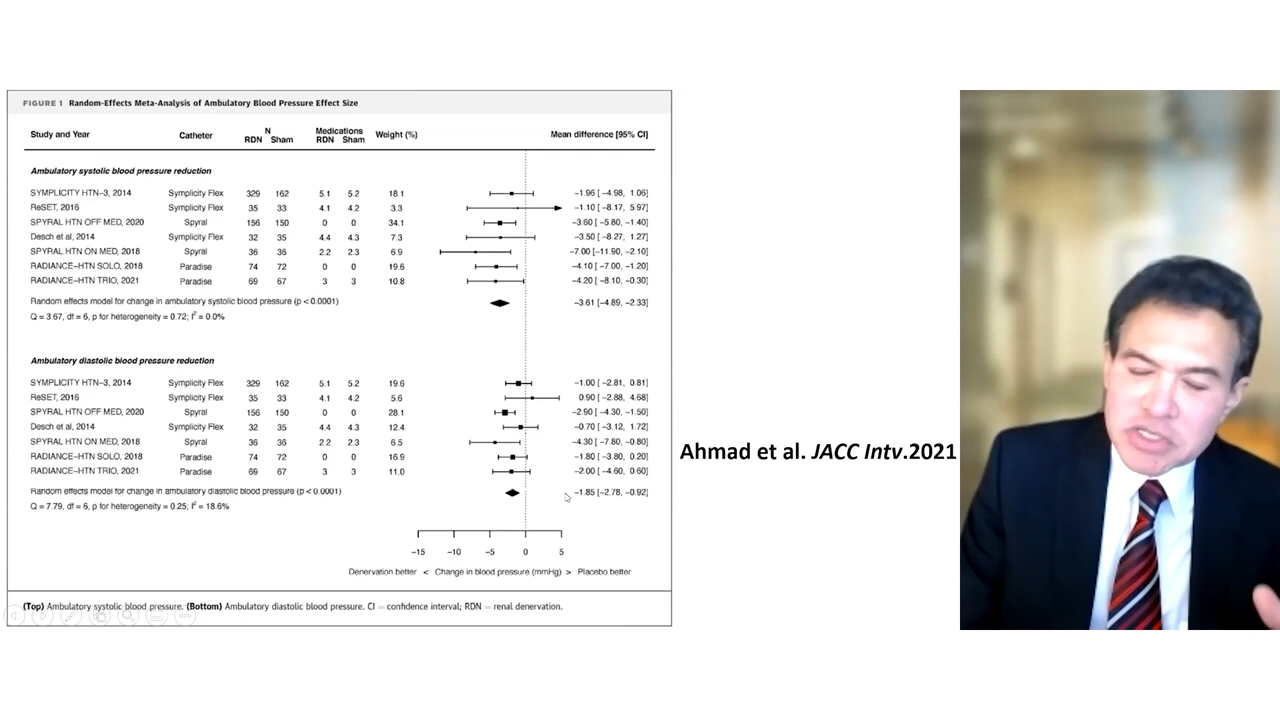 FIGURE 1 Random-Effects Meta-Analysis of Ambulatory Blood Pressure Effect Size
Study and Year Catheter N RDN Sham Medications RDN Sham Weight (%) Mean difference [95% CI]
Ambulatory systolic blood pressure reduction
SYMPLICITY HTN–3, 2014 Symplicity Flex 329 162 5.1 5.2 18.1 −1.96 [ −4.98, 1.06]
ReSET, 2016 Symplicity Flex 35 33 4.1 4.2 3.3 −1.10 [ −8.17, 5.97]
SPYRAL HTN OFF MED, 2020 Spyral 156 150 0 0 34.1 −3.60 [ −5.80, −1.40]
Desch et al, 2014 Symplicity Flex 32 35 4.4 4.3 7.3 −3.50 [ −8.27, 1.27]
SPYRAL HTN ON MED, 2018 Spyral 36 36 2.2 2.3 6.9 −7.00 [−11.90, −2.10]
RADIANCE–HTN SOLO, 2018 Paradise 74 72 0 0 19.6 −4.10 [ −7.00, −1.20]
RADIANCE–HTN TRIO, 2021 Paradise 69 67 3 3 10.8 −4.20 [ −8.10, −0.30]
Random effects model for change in ambulatory systolic blood pressure (p < 0.0001) −3.61 [−4.89, −2.33]
Q = 3.67, df = 6, p for heterogeneity = 0.72; I² = 0.0%
Ambulatory diastolic blood pressure reduction
SYMPLICITY HTN–3, 2014 Symplicity Flex 329 162 5.1 5.2 19.6 −1.00 [ −2.81, 0.81]
ReSET, 2016 Symplicity Flex 35 33 4.1 4.2 5.6 0.90 [ −2.88, 4.68]
SPYRAL HTN OFF MED, 2020 Spyral 156 150 0 0 28.1 −2.90 [ −4.30, −1.50]
Desch et al, 2014 Symplicity Flex 32 35 4.4 4.3 12.4 −0.70 [ −3.12, 1.72]
SPYRAL HTN ON MED, 2018 Spyral 36 36 2.2 2.3 6.5 −4.30 [ −7.80, −0.80]
RADIANCE–HTN SOLO, 2018 Paradise 74 72 0 0 16.9 −1.80 [ −3.80, 0.20]
RADIANCE–HTN TRIO, 2021 Paradise 69 67 3 3 11.0 −2.00 [ −4.60, 0.60]
Random effects model for change in ambulatory diastolic blood pressure (p < 0.0001) −1.85 [−2.78, −0.92]
Q = 7.79, df = 6, p for heterogeneity = 0.25; I² = 18.6%
−15 −10 −5 0 5
Denervation better < Change in blood pressure (mmHg) > Placebo better
(Top) Ambulatory systolic blood pressure. (Bottom) Ambulatory diastolic blood pressure. CI = confidence interval; RDN = renal denervation.
Ahmad et al. JACC Intv.2021